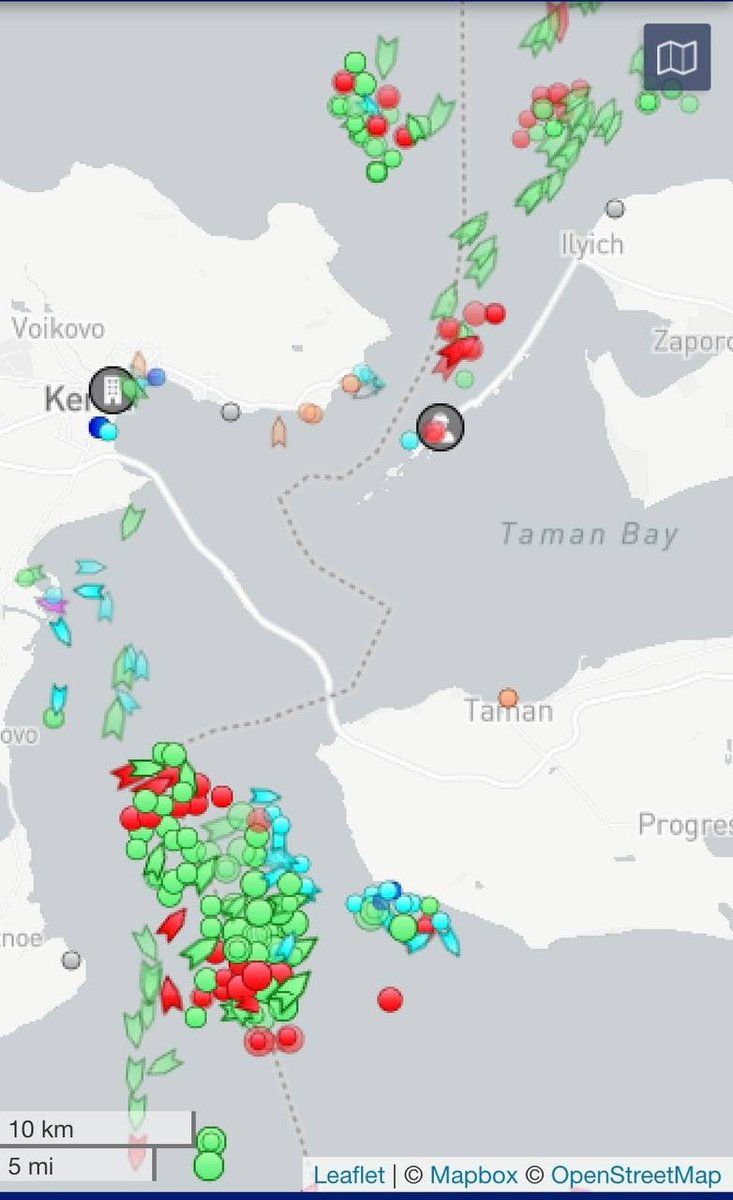 Ilyich
Voikovo
Zaporo
Ker
Taman Bay
Taman
ovo
Progres
noe
10 km
5 mi
Leaflet | © Mapbox © OpenStreetMap